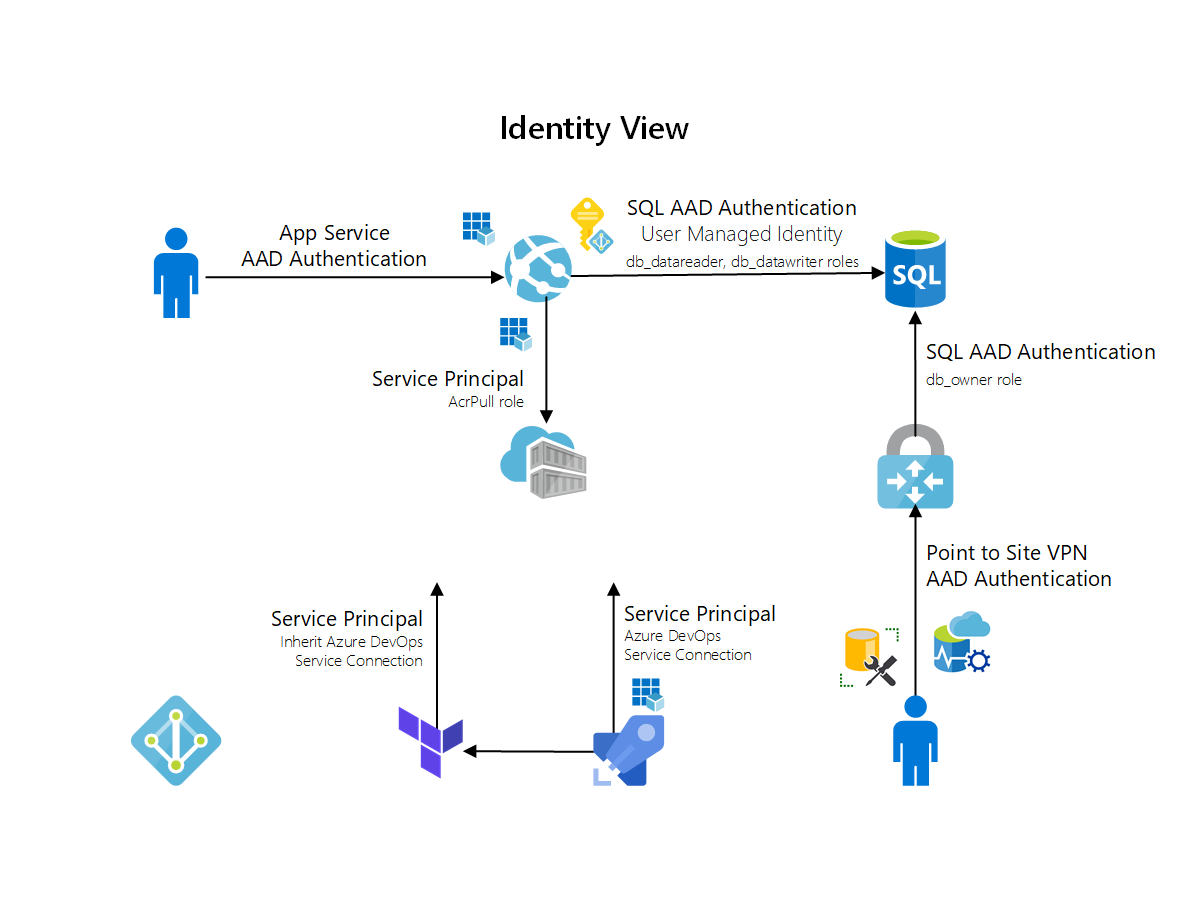 Identity View
App Service
AAD Authentication
SQL AAD Authentication
User Managed Identity
db_datareader, db_datawriter roles
SQL
SQL AAD Authentication
db_owner role
Service Principal
AcrPull role
Point to Site VPN
AAD Authentication
Service Principal
Inherit Azure DevOps
Service Connection
Service Principal
Azure DevOps
Service Connection